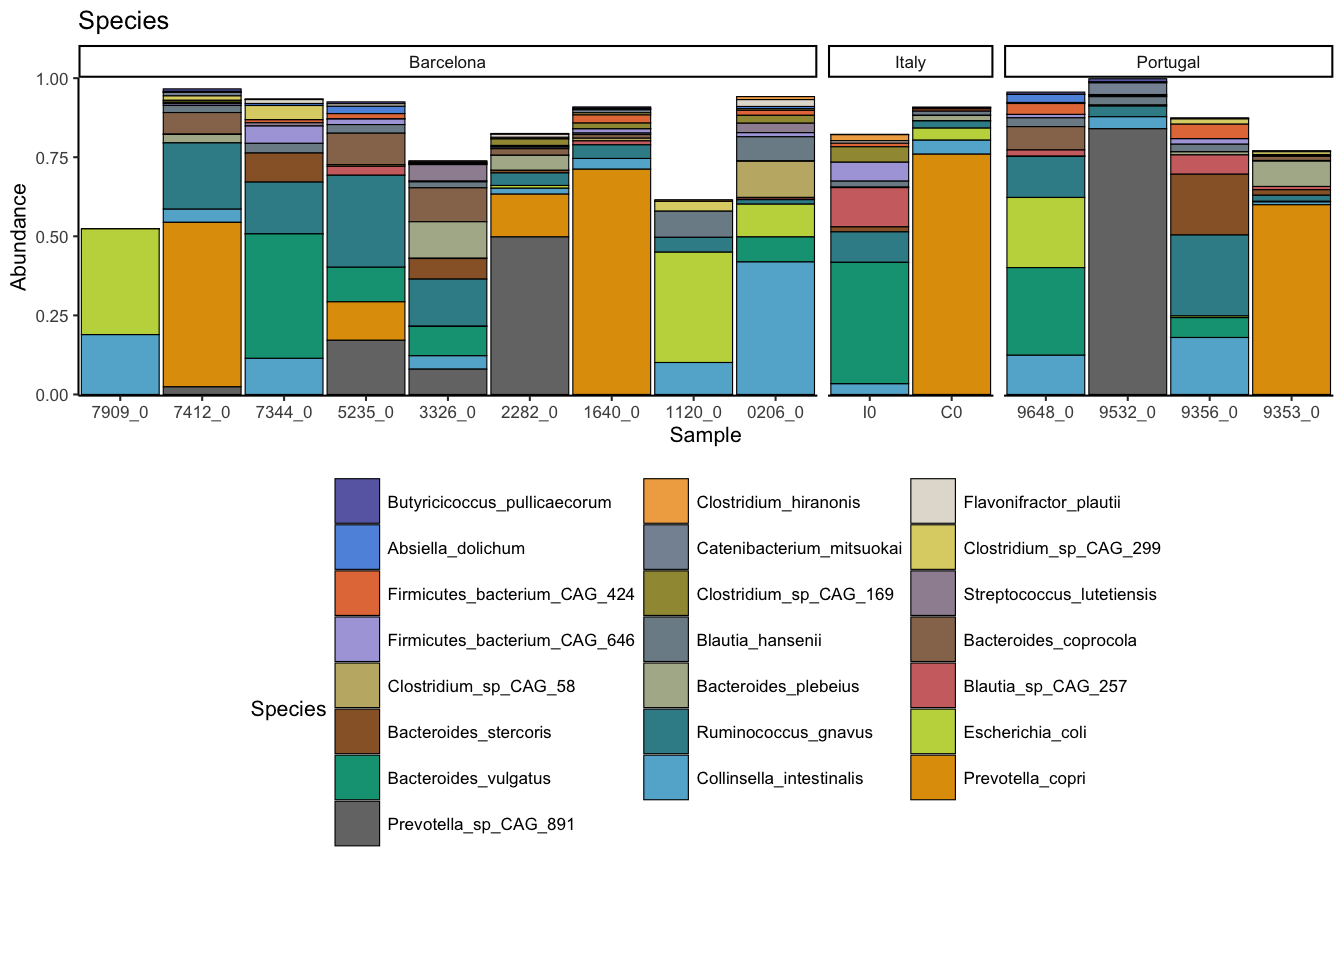 Species
Barcelona Italy Portugal
1.00
0.75
0.50
0.25
0.00
Abundance
7909_0 7412_0 7344_0 5235_0 3326_0 2282_0 1640_0 1120_0 0206_0 I0 C0 9648_0 9532_0 9356_0 9353_0
Sample
Species
Butyricicoccus_pullicaecorum Clostridium_hiranonis Flavonifractor_plautii
Absiella_dolichum Catenibacterium_mitsuokai Clostridium_sp_CAG_299
Firmicutes_bacterium_CAG_424 Clostridium_sp_CAG_169 Streptococcus_lutetiensis
Firmicutes_bacterium_CAG_646 Blautia_hansenii Bacteroides_coprocola
Clostridium_sp_CAG_58 Bacteroides_plebeius Blautia_sp_CAG_257
Bacteroides_stercoris Ruminococcus_gnavus Escherichia_coli
Bacteroides_vulgatus Collinsella_intestinalis Prevotella_copri
Prevotella_sp_CAG_891